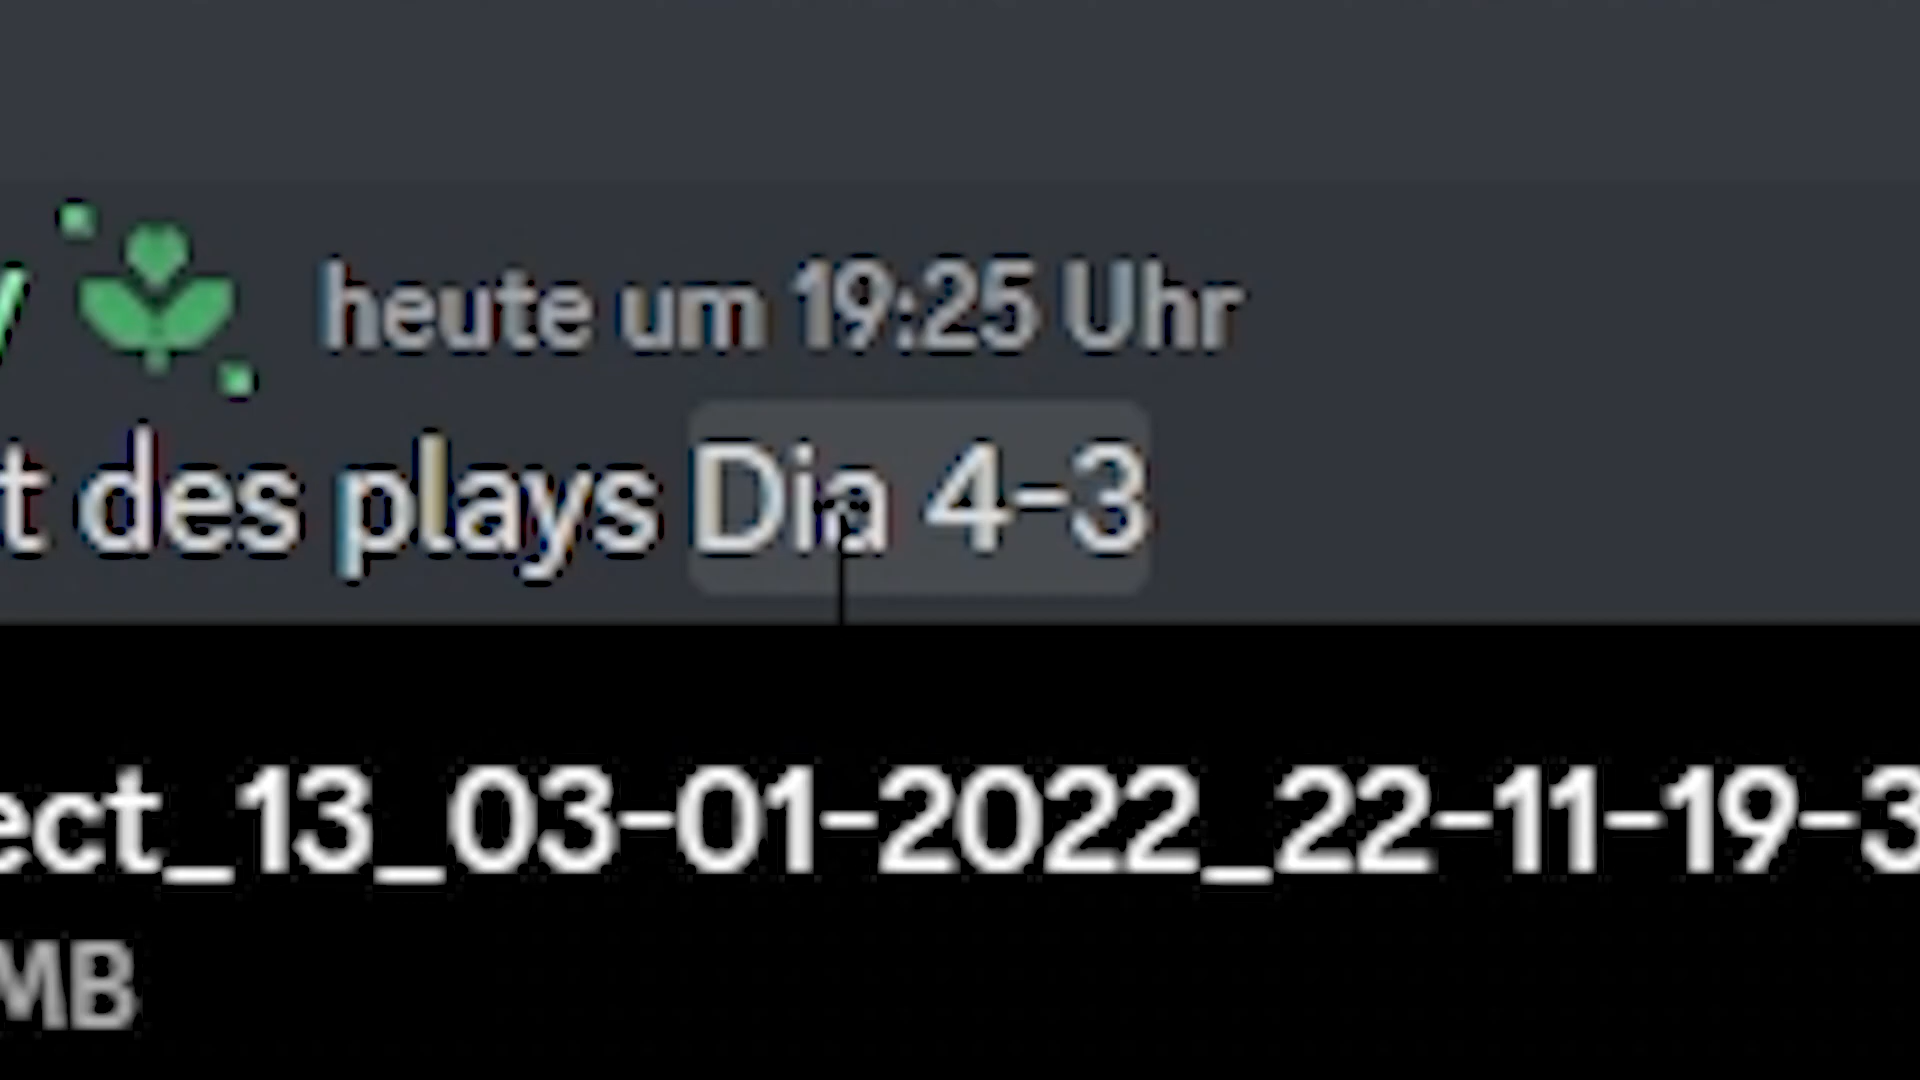 y heute um 19:25 Uhr
t des plays Dia 4-3
ect_13_03-01-2022_22-11-19-3
MB